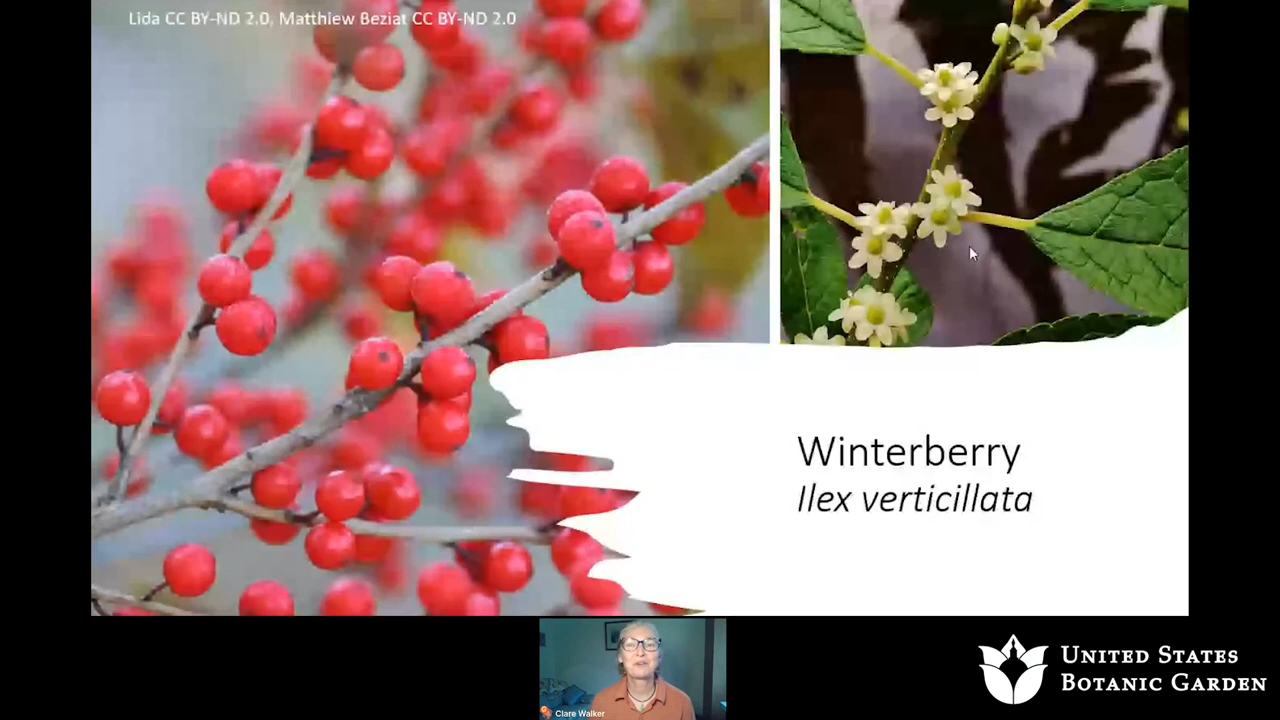 Lida CC BY-ND 2.0, Matthiew Beziat CC BY-ND 2.0
Winterberry
Ilex verticillata
Clare Walker
United States
Botanic Garden